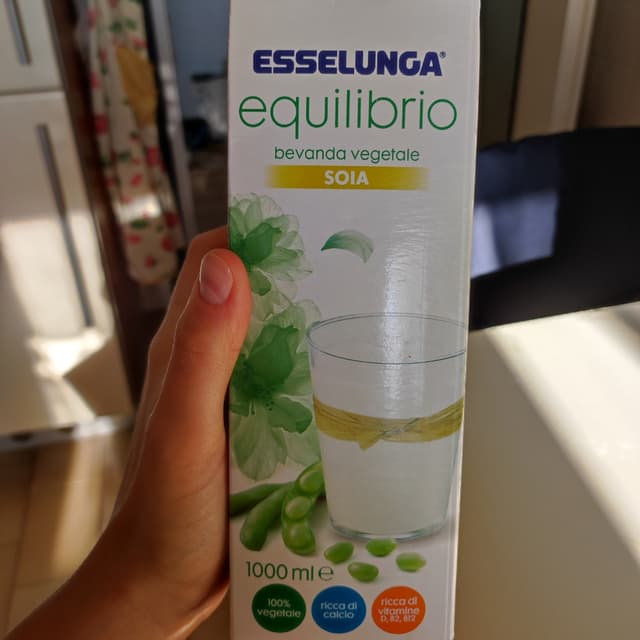 ESSELUNGA®
equilibrio
bevanda vegetale
SOIA
1000 ml e
100%
vegetale
ricca di
calcio
ricca di
vitamine
D, B2, B12